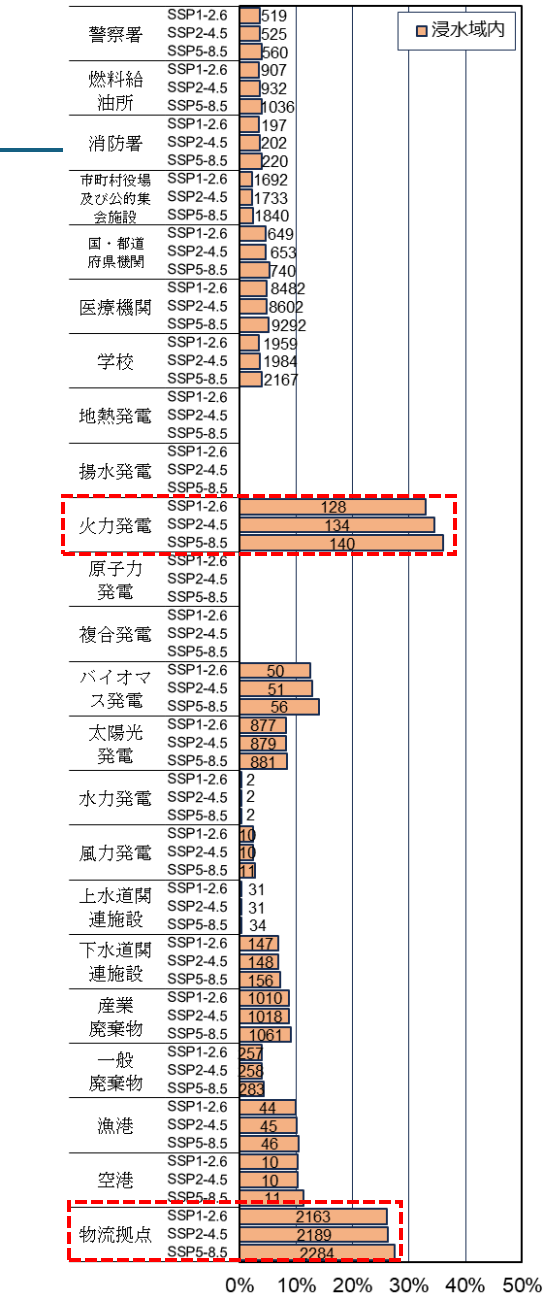 浸水域内
警察署
SSP1-2.6 519
SSP2-4.5 525
SSP5-8.5 560
燃料給
油所
SSP1-2.6 907
SSP2-4.5 932
SSP5-8.5 1036
消防署
SSP1-2.6 197
SSP2-4.5 202
SSP5-8.5 220
市町村役場
及び公的集
会施設
SSP1-2.6 1692
SSP2-4.5 1733
SSP5-8.5 1840
国・都道
府県機関
SSP1-2.6 649
SSP2-4.5 653
SSP5-8.5 740
医療機関
SSP1-2.6 8482
SSP2-4.5 8602
SSP5-8.5 9292
学校
SSP1-2.6 1959
SSP2-4.5 1984
SSP5-8.5 2167
地熱発電
SSP1-2.6
SSP2-4.5
SSP5-8.5
揚水発電
SSP1-2.6
SSP2-4.5
SSP5-8.5
火力発電
SSP1-2.6 128
SSP2-4.5 134
SSP5-8.5 140
原子力
発電
SSP1-2.6
SSP2-4.5
SSP5-8.5
複合発電
SSP1-2.6
SSP2-4.5
SSP5-8.5
バイオマ
ス発電
SSP1-2.6 50
SSP2-4.5 51
SSP5-8.5 56
太陽光
発電
SSP1-2.6 877
SSP2-4.5 879
SSP5-8.5 881
水力発電
SSP1-2.6 2
SSP2-4.5 2
SSP5-8.5 2
風力発電
SSP1-2.6 10
SSP2-4.5 10
SSP5-8.5 11
上水道関
連施設
SSP1-2.6 31
SSP2-4.5 31
SSP5-8.5 34
下水道関
連施設
SSP1-2.6 147
SSP2-4.5 148
SSP5-8.5 156
産業
廃棄物
SSP1-2.6 1010
SSP2-4.5 1018
SSP5-8.5 1061
一般
廃棄物
SSP1-2.6 257
SSP2-4.5 258
SSP5-8.5 283
漁港
SSP1-2.6 44
SSP2-4.5 45
SSP5-8.5 46
空港
SSP1-2.6 10
SSP2-4.5 10
SSP5-8.5 11
物流拠点
SSP1-2.6 2163
SSP2-4.5 2189
SSP5-8.5 2284
0% 10% 20% 30% 40% 50%